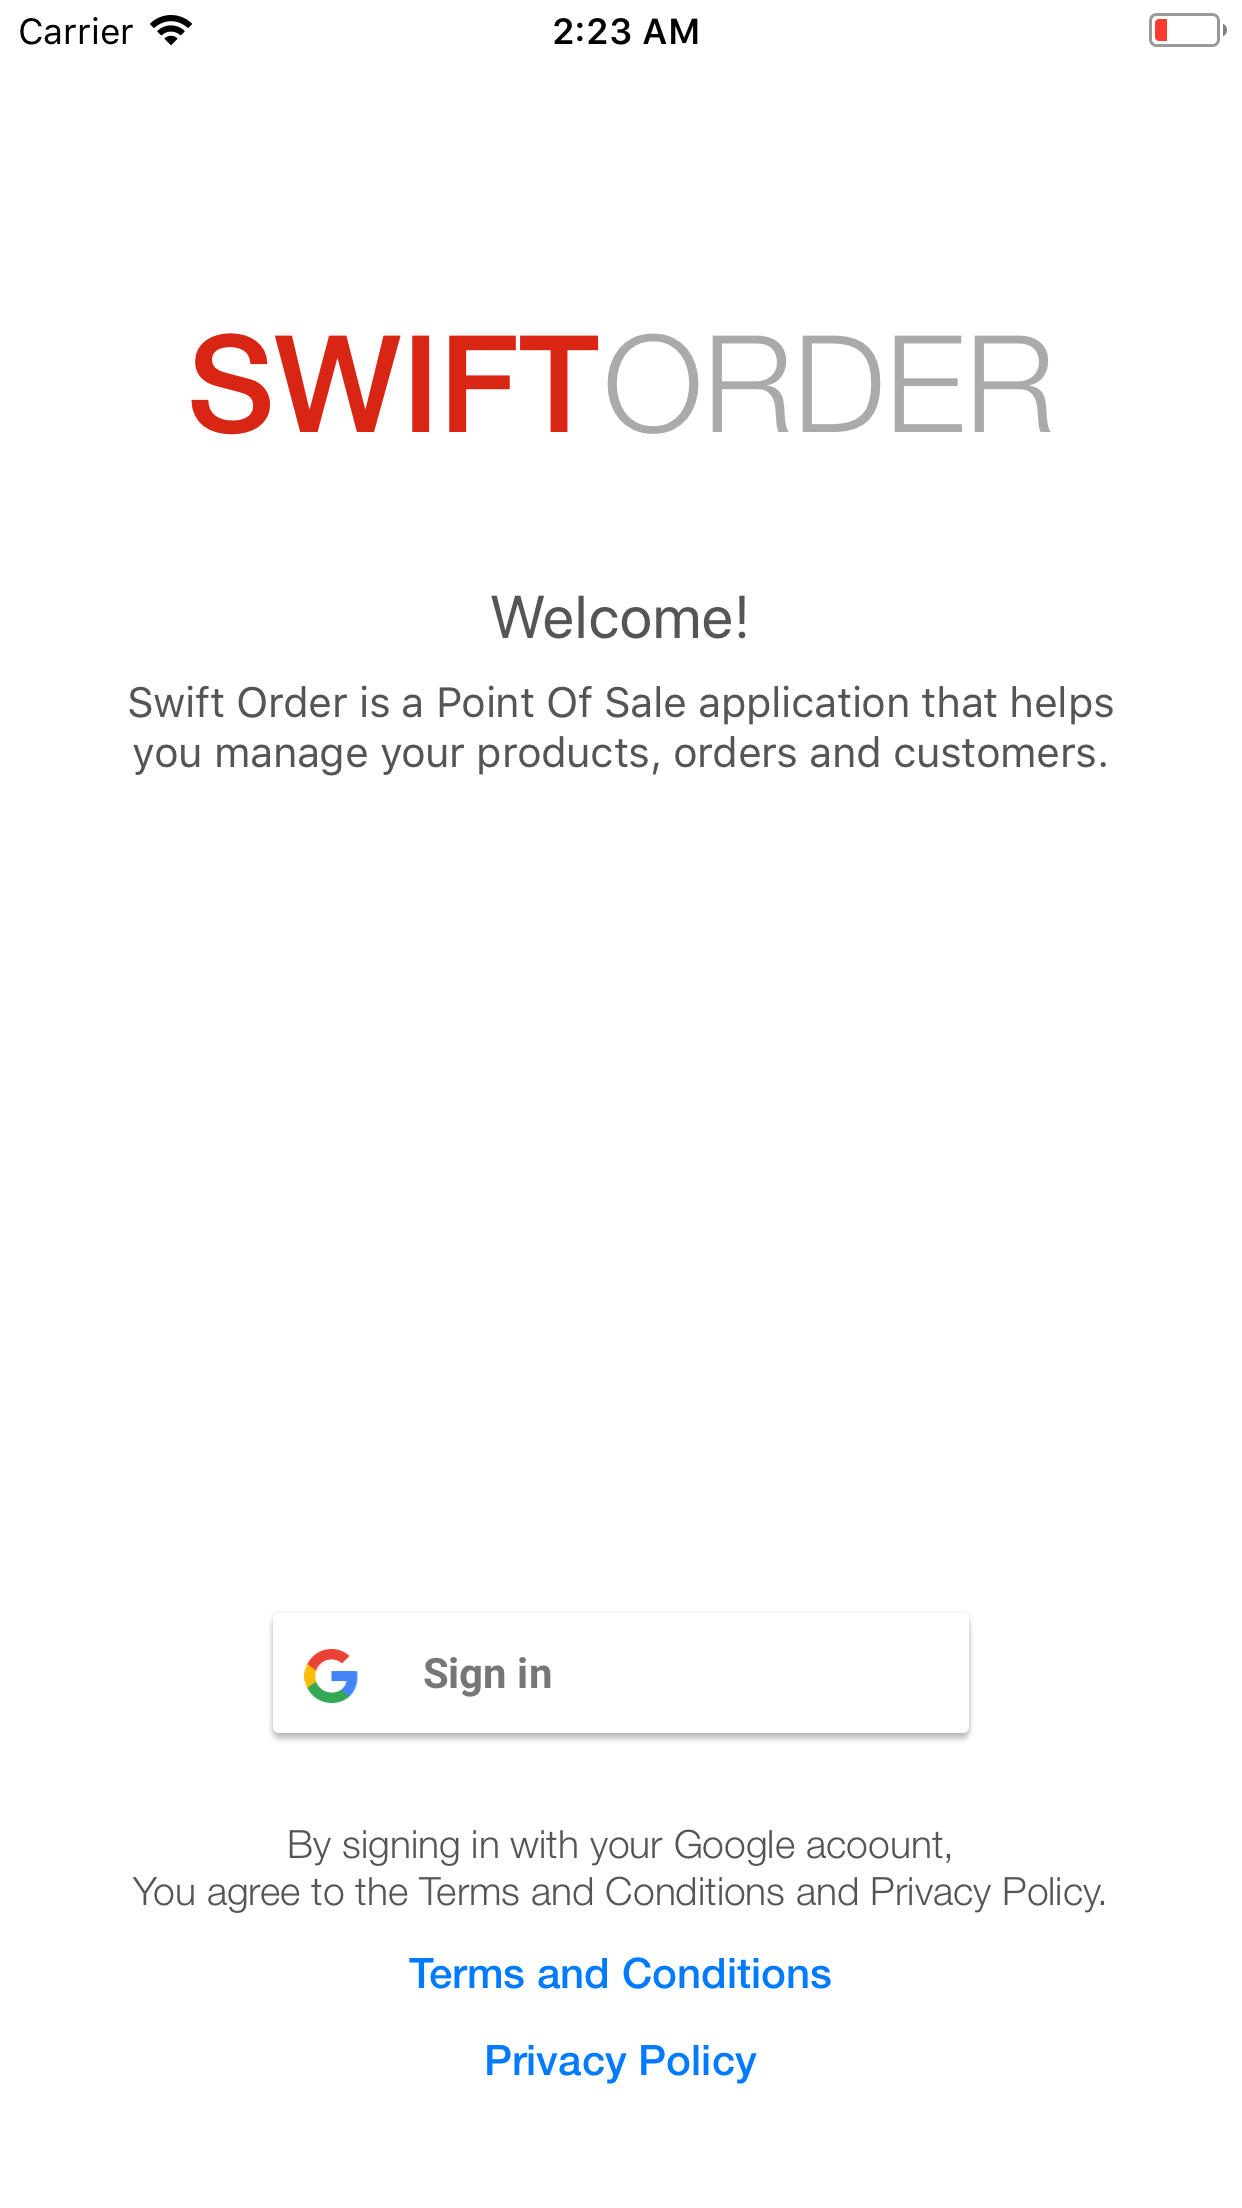 Carrier 2:23 AM
SWIFTORDER
Welcome!
Swift Order is a Point Of Sale application that helps
you manage your products, orders and customers.
Sign in
By signing in with your Google acoount,
You agree to the Terms and Conditions and Privacy Policy.
Terms and Conditions
Privacy Policy